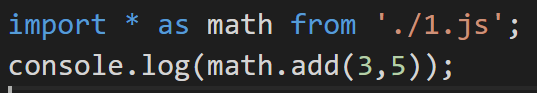 import * as math from './1.js';
console.log(math.add(3,5));